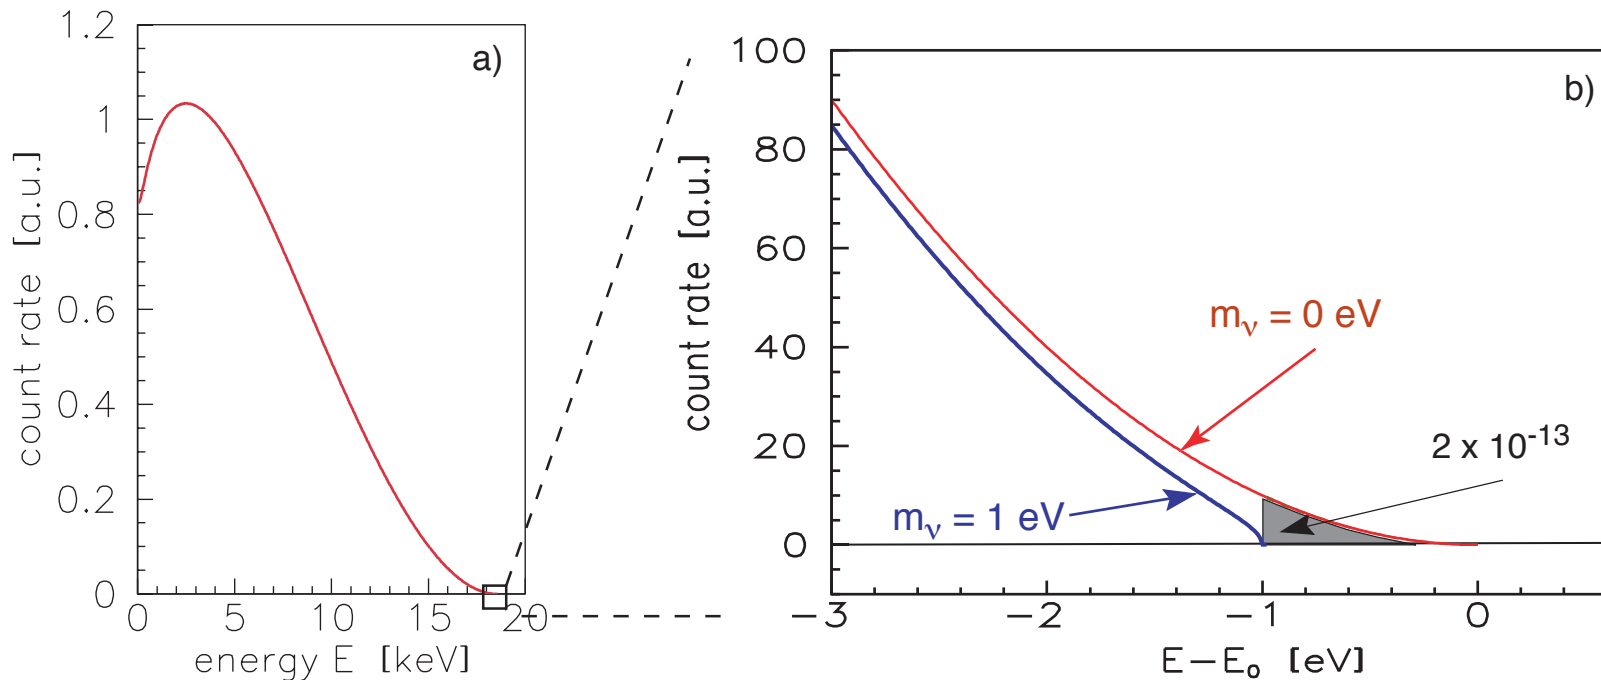 a)
1.2
1
0.8
0.6
0.4
0.2
0
0 5 10 15 20
count rate [a.u.]
energy E [keV]
b)
100
80
60
40
20
0
−3 −2 −1 0
count rate [a.u.]
E−E₀ [eV]
mᵥ = 0 eV
mᵥ = 1 eV
2 x 10⁻¹³